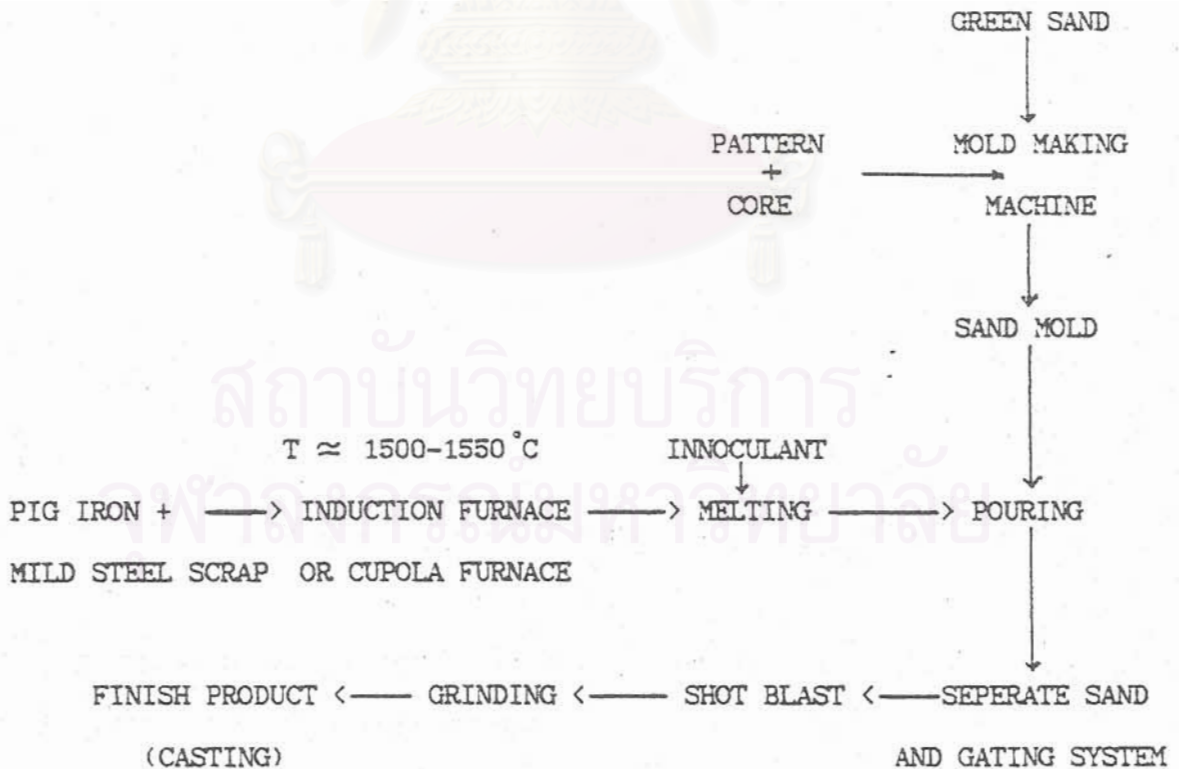 GREEN SAND
PATTERN MOLD MAKING
+
CORE MACHINE
SAND MOLD
สถาบันวิทยบริการ
T ≃ 1500-1550 °C INNOCULANT
PIG IRON + INDUCTION FURNACE MELTING POURING
จุฬาลงกรณ์มหาวิทยาลัย
MILD STEEL SCRAP OR CUPOLA FURNACE
FINISH PRODUCT GRINDING SHOT BLAST SEPERATE SAND
(CASTING) AND GATING SYSTEM